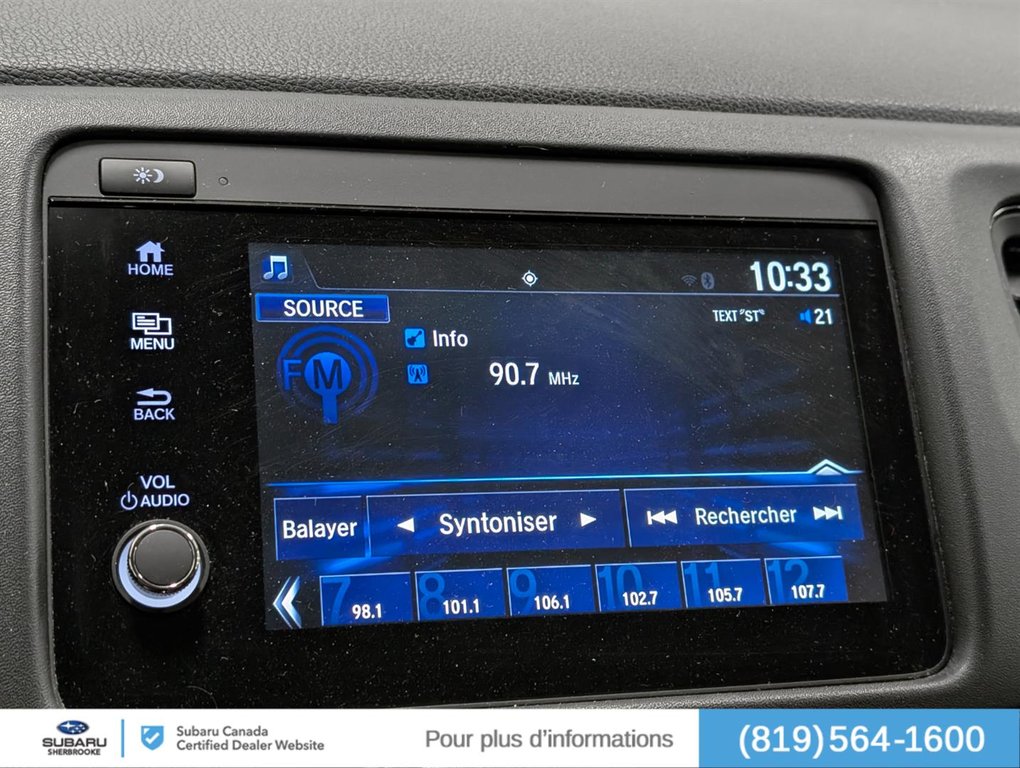 HOME
MENU
BACK
VOL
AUDIO
10:33
SOURCE
TEXT "ST"
21
FM
Info
90.7 MHz
Balayer
Syntoniser
Rechercher
7 98.1
8 101.1
9 106.1
10 102.7
11 105.7
12 107.7
SUBARU
SHERBROOKE
Subaru Canada
Certified Dealer Website
Pour plus d'informations
(819) 564-1600